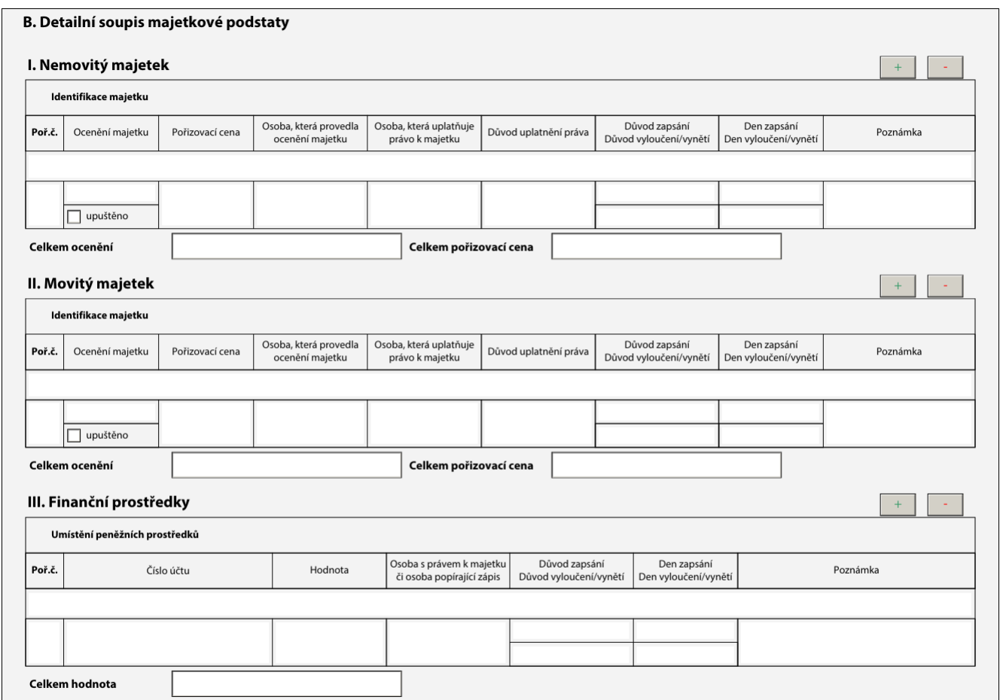 B. Detailní soupis majetkové podstaty
I. Nemovitý majetek
+ -
Identifikace majetku
Poř.č. Ocenění majetku Pořizovací cena Osoba, která provedla ocenění majetku Osoba, která uplatňuje právo k majetku Důvod uplatnění práva Důvod zapsání Důvod vyloučení/vynětí Den zapsání Den vyloučení/vynětí Poznámka
upuštěno
Celkem ocenění Celkem pořizovací cena
II. Movitý majetek
+ -
Identifikace majetku
Poř.č. Ocenění majetku Pořizovací cena Osoba, která provedla ocenění majetku Osoba, která uplatňuje právo k majetku Důvod uplatnění práva Důvod zapsání Důvod vyloučení/vynětí Den zapsání Den vyloučení/vynětí Poznámka
upuštěno
Celkem ocenění Celkem pořizovací cena
III. Finanční prostředky
+ -
Umístění peněžních prostředků
Poř.č. Číslo účtu Hodnota Osoba s právem k majetku či osoba popírající zápis Důvod zapsání Důvod vyloučení/vynětí Den zapsání Den vyloučení/vynětí Poznámka
Celkem hodnota